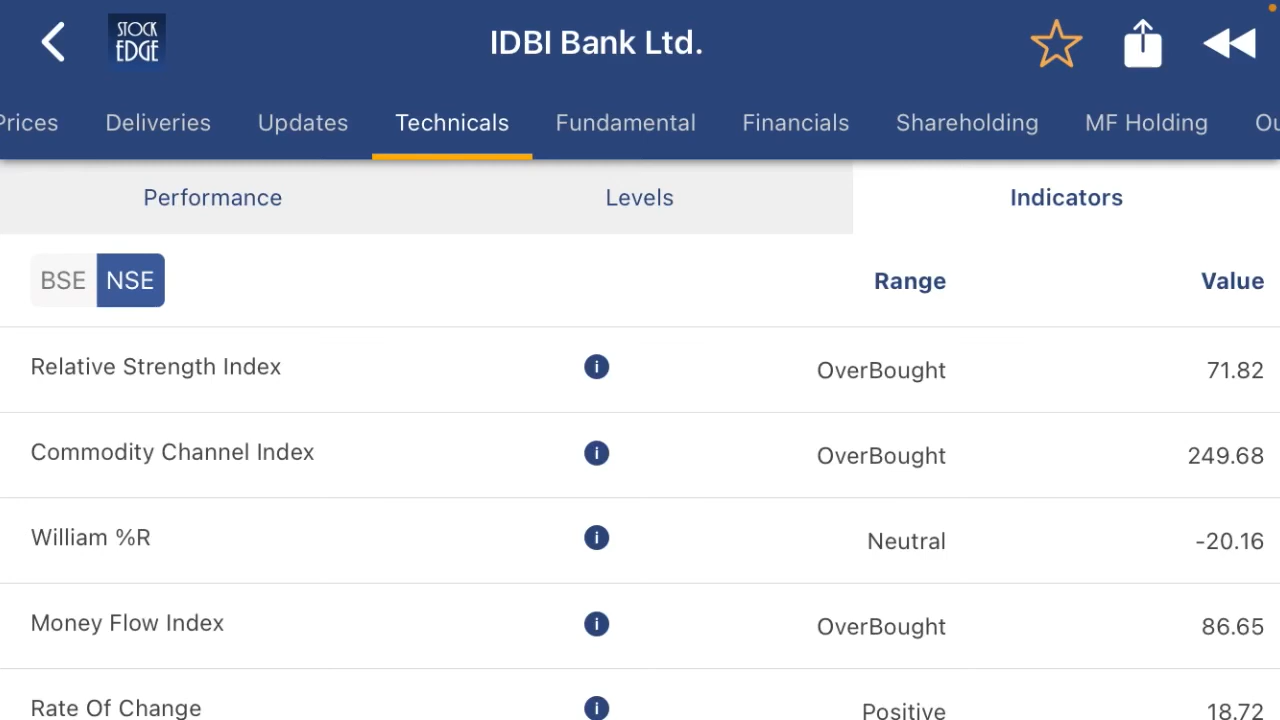 STOCK
EDGE
IDBI Bank Ltd.
Prices Deliveries Updates Technicals Fundamental Financials Shareholding MF Holding
Performance Levels Indicators
BSE NSE Range Value
Relative Strength Index i OverBought 71.82
Commodity Channel Index i OverBought 249.68
William %R i Neutral -20.16
Money Flow Index i OverBought 86.65
Rate Of Change i Positive 18.72